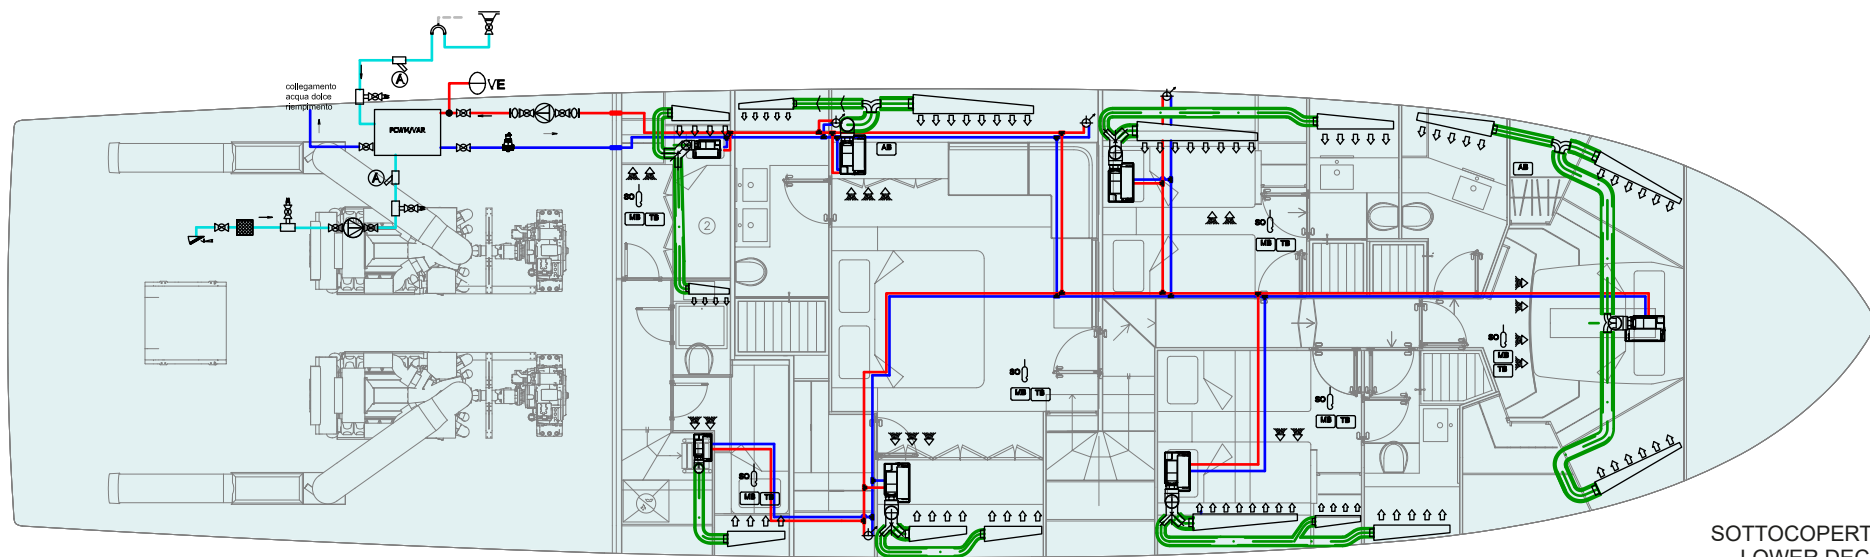 A
VE
collegamento
acqua dolce
riempimento
PCWM/VAR
A
AB
AB
SO
MB TB
2
SO
MB TB
SO
MB
TB
SO
MB TB
SO
MB TB
SO
MB TB
SOTTOCOPERT
LOWER DEC